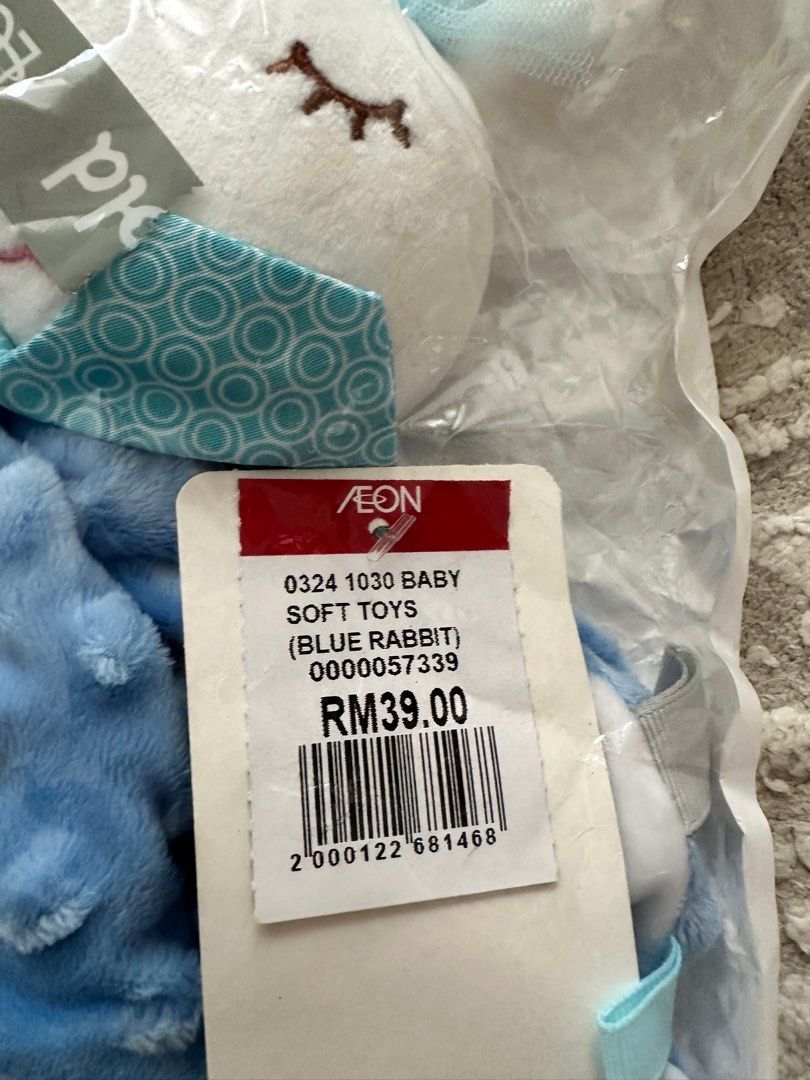 ÆON
0324 1030 BABY
SOFT TOYS
(BLUE RABBIT)
0000057339
RM39.00
2 000122 681468